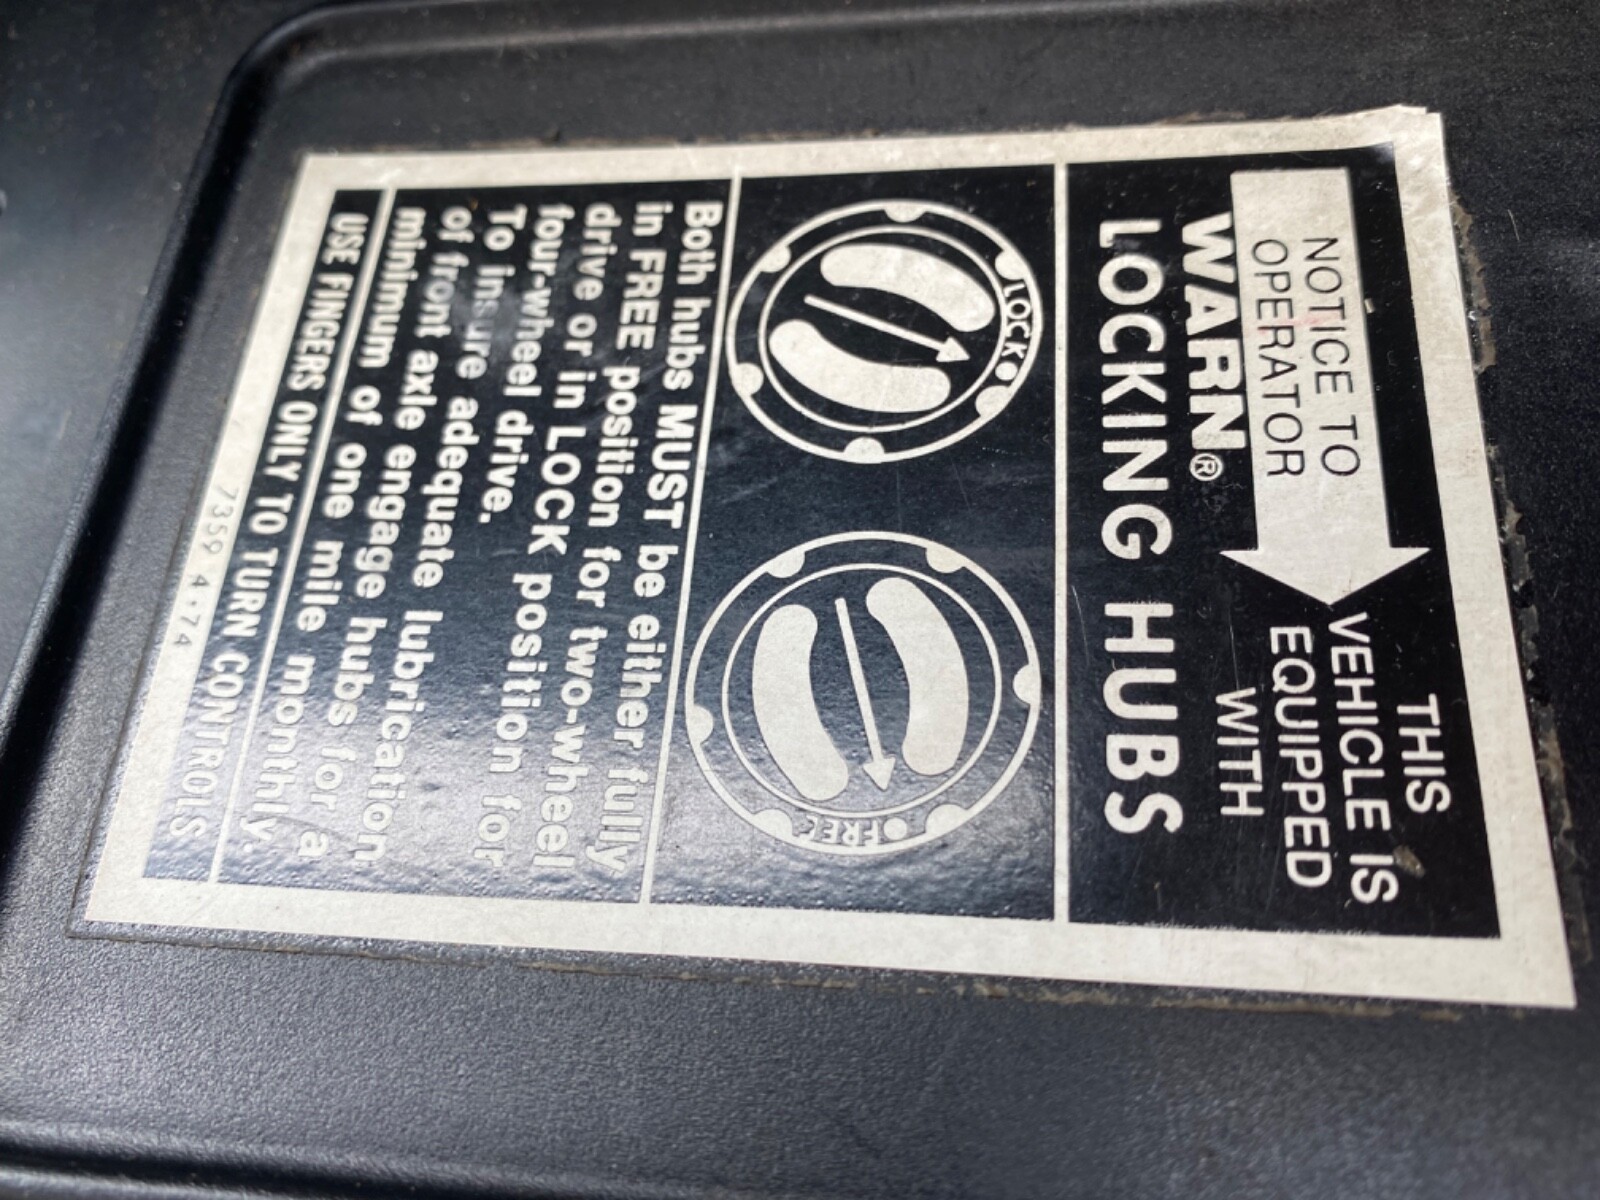 NOTICE TO
OPERATOR
THIS
VEHICLE IS
EQUIPPED
WITH
WARN®
LOCKING HUBS
LOCK
FREE
Both hubs MUST be either fully
in FREE position for two-wheel
drive or in LOCK position for
four-wheel drive.
To insure adequate lubrication
of front axle engage hubs for a
minimum of one mile monthly.
USE FINGERS ONLY TO TURN CONTROLS
7359 4·74